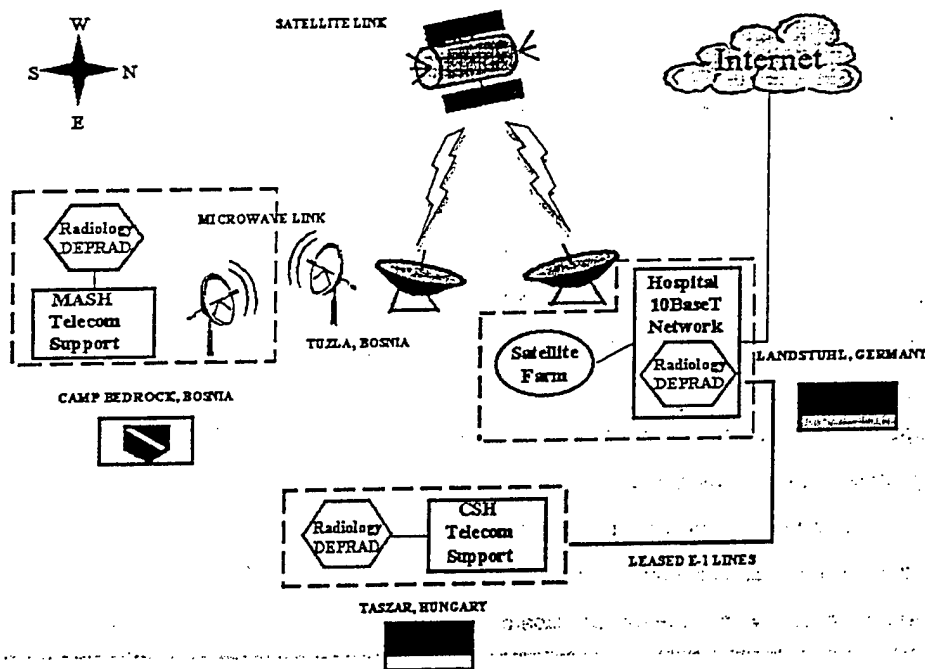 SATELLITE LINK
W
S N
E
Internet
MICROWAVE LINK
Radiology
DEPRAD
MASH
Telecom
Support
TUZLA, BOSNIA
CAMP BEDROCK, BOSNIA
Hospital
10BaseT
Network
Satellite
Farm
Radiology
DEPRAD
LANDSTUHL, GERMANY
Radiology
DEPRAD
CSH
Telecom
Support
LEASED E-1 LINES
TASZAR, HUNGARY